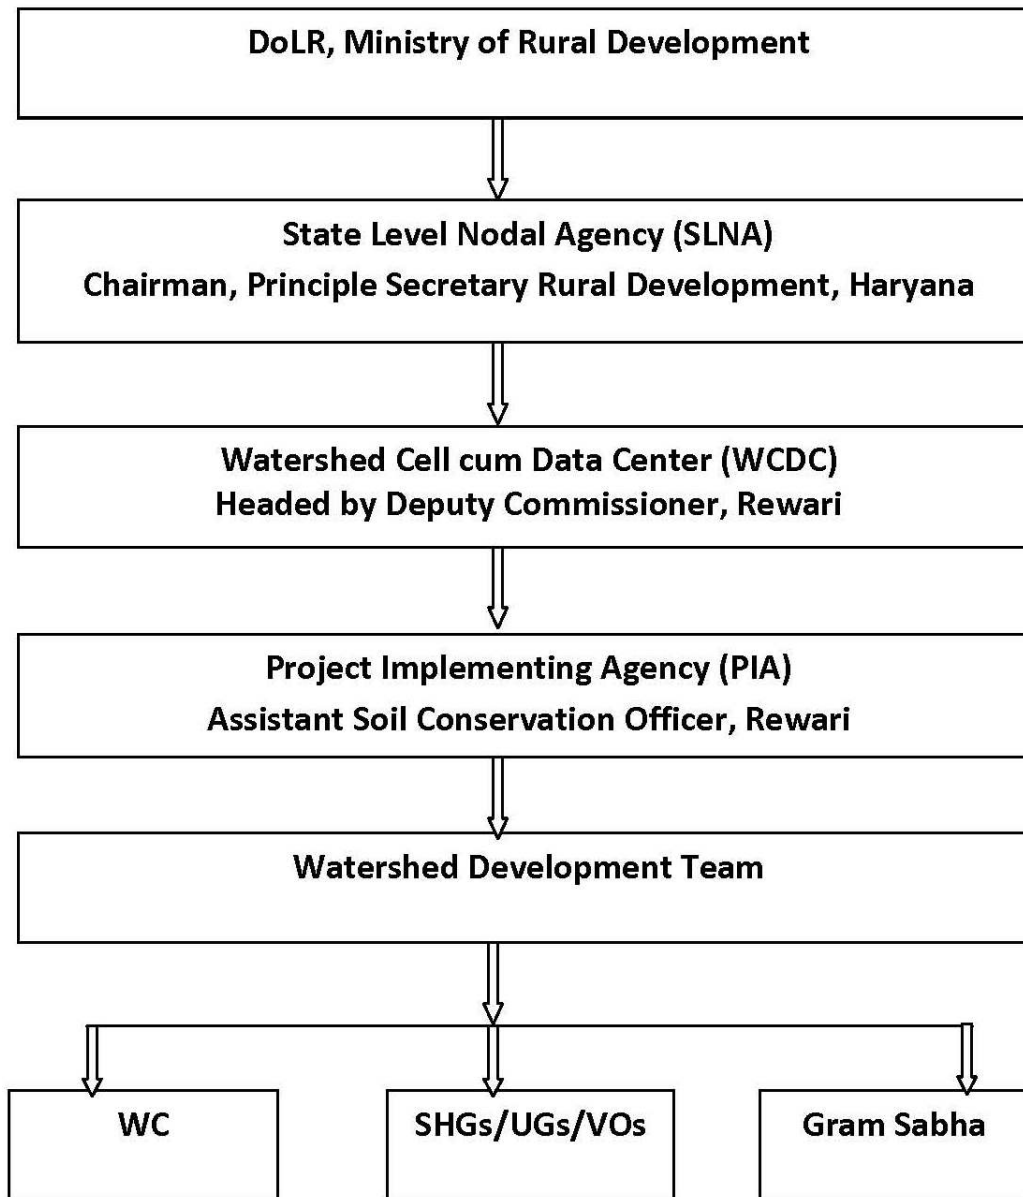 DoLR, Ministry of Rural Development
State Level Nodal Agency (SLNA)
Chairman, Principle Secretary Rural Development, Haryana
Watershed Cell cum Data Center (WCDC)
Headed by Deputy Commissioner, Rewari
Project Implementing Agency (PIA)
Assistant Soil Conservation Officer, Rewari
Watershed Development Team
WC
SHGs/UGs/VOs
Gram Sabha